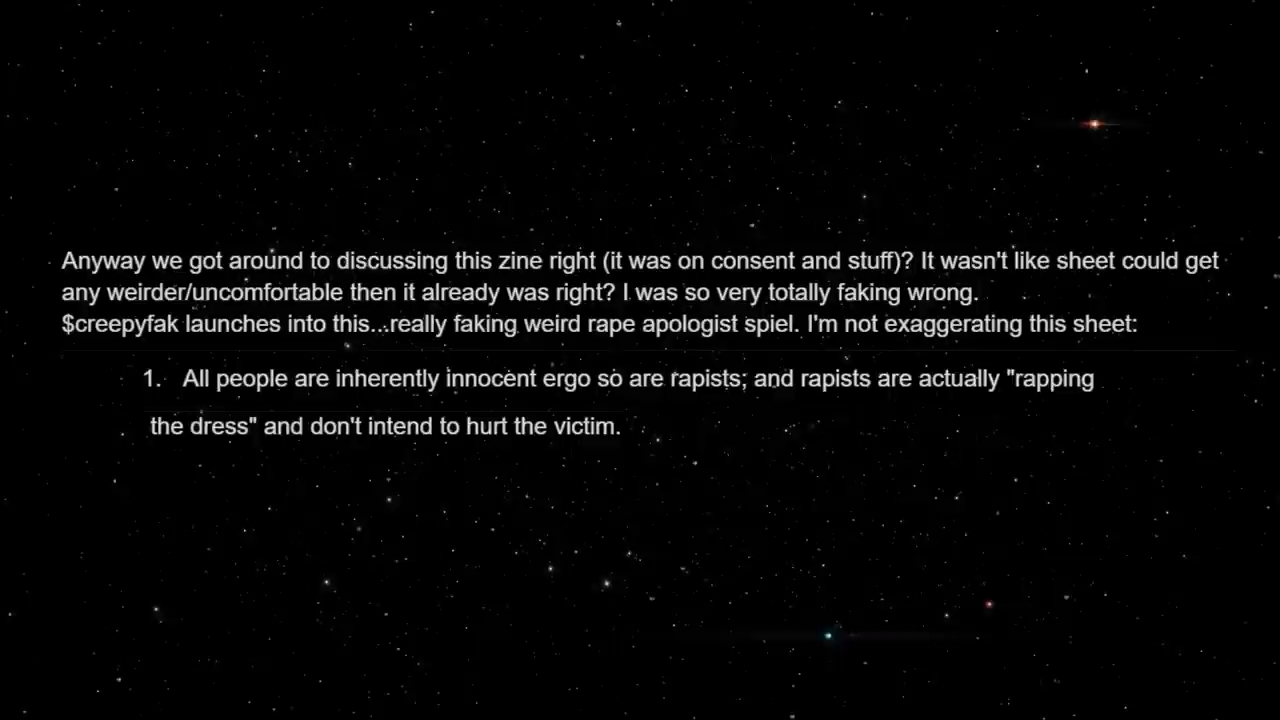 Anyway we got around to discussing this zine right (it was on consent and stuff)? It wasn't like sheet could get
any weirder/uncomfortable then it already was right? I was so very totally faking wrong.
$creepyfak launches into this...really faking weird rape apologist spiel. I'm not exaggerating this sheet:
1. All people are inherently innocent ergo so are rapists; and rapists are actually "rapping
the dress" and don't intend to hurt the victim.